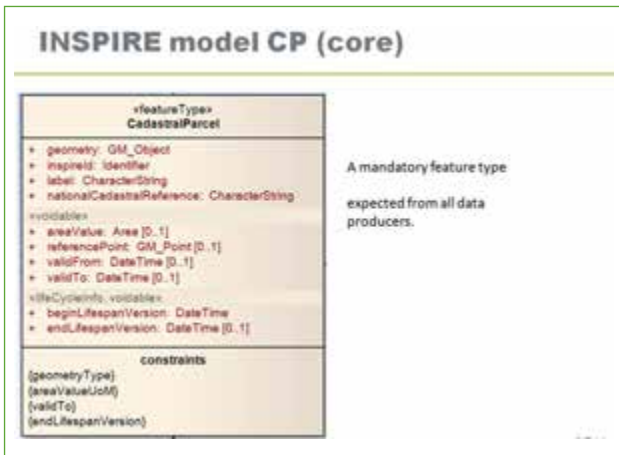 INSPIRE model CP (core)
«featureType»
CadastralParcel
+ geometry: GM_Object
+ inspireId: Identifier
+ label: CharacterString
+ nationalCadastralReference: CharacterString
«voidable»
+ areaValue: Area [0..1]
+ referencePoint: GM_Point [0..1]
+ validFrom: DateTime [0..1]
+ validTo: DateTime [0..1]
«lifeCycleInfo, voidable»
+ beginLifespanVersion: DateTime
+ endLifespanVersion: DateTime [0..1]
constraints
{geometryType}
{areaValueUoM}
{validTo}
{endLifespanVersion}
A mandatory feature type
expected from all data
producers.